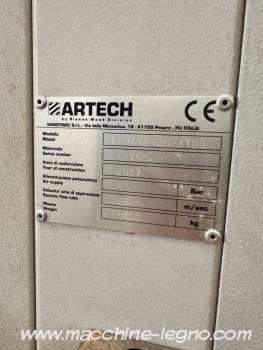 ARTECH
by Biesse Wood Division
CE
SANDYMAC S.r.L. - Via della Meccanica, 16 - 61100 Pesaro . PU ITALIA
Modello
Model
Matricola
Serial number
Anno di costruzione
Year of construction
2007
Alimentazione pneumatica
Air supply
Bar
Velocita' aria di aspirazione
Suction flow rate
m/sec
Massa
Weight
kg
https://www.macchine-legno.com